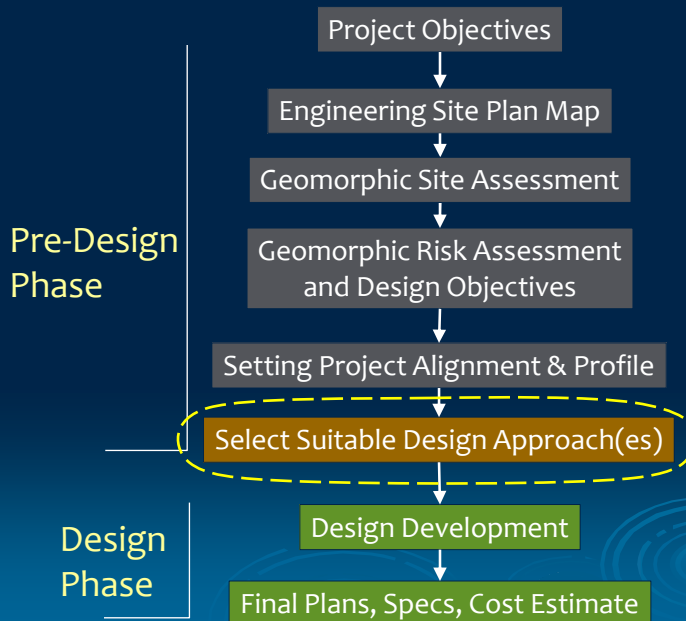 Project Objectives
Engineering Site Plan Map
Geomorphic Site Assessment
Pre-Design
Phase
Geomorphic Risk Assessment
and Design Objectives
Setting Project Alignment & Profile
Select Suitable Design Approach(es)
Design
Phase
Design Development
Final Plans, Specs, Cost Estimate